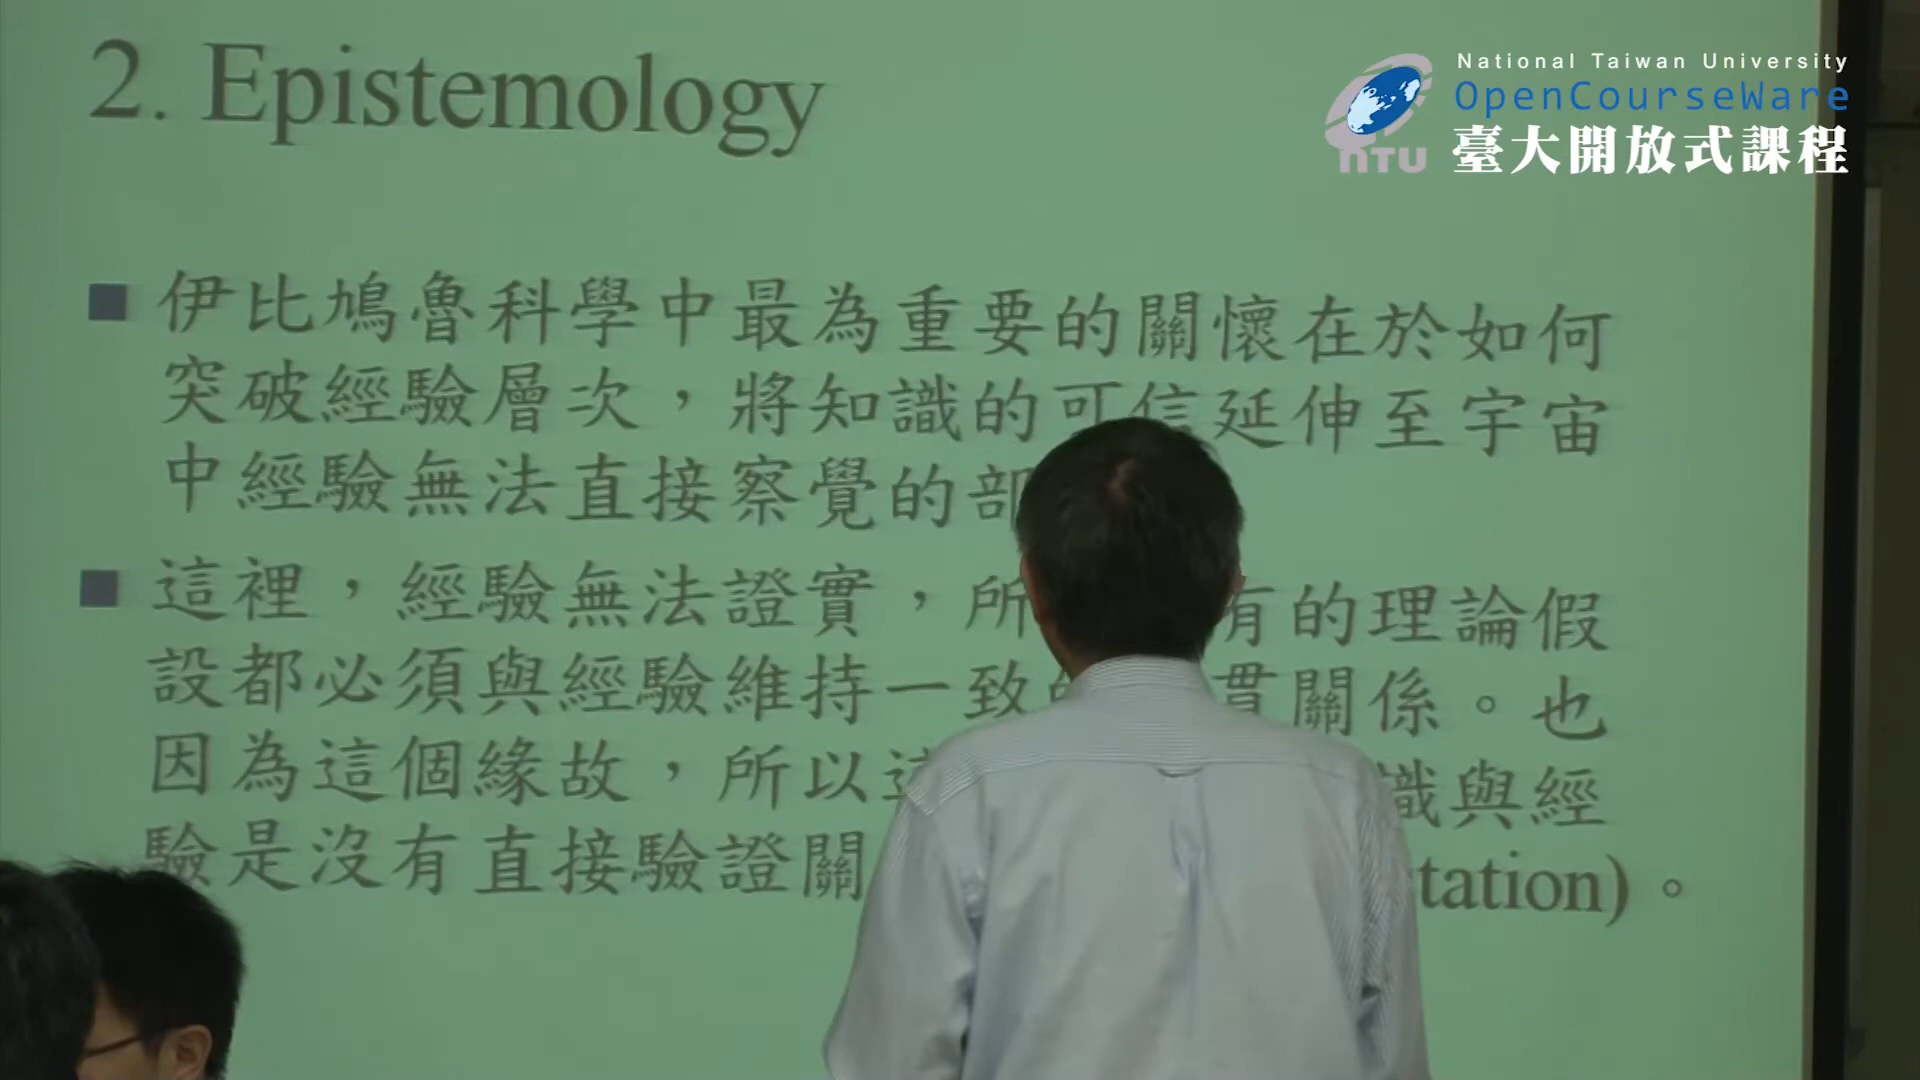 2. Epistemology
National Taiwan University
OpenCourseWare
臺大開放式課程
nTU
伊比鳩魯科學中最為重要的關懷在於如何
突破經驗層次,將知識的可信延伸至宇宙
中經驗無法直接察覺的部
這裡,經驗無法證實,所 有的理論假
設都必須與經驗維持一致 貫關係。也
因為這個緣故,所以這 識與經
驗是沒有直接驗證關 tation)。